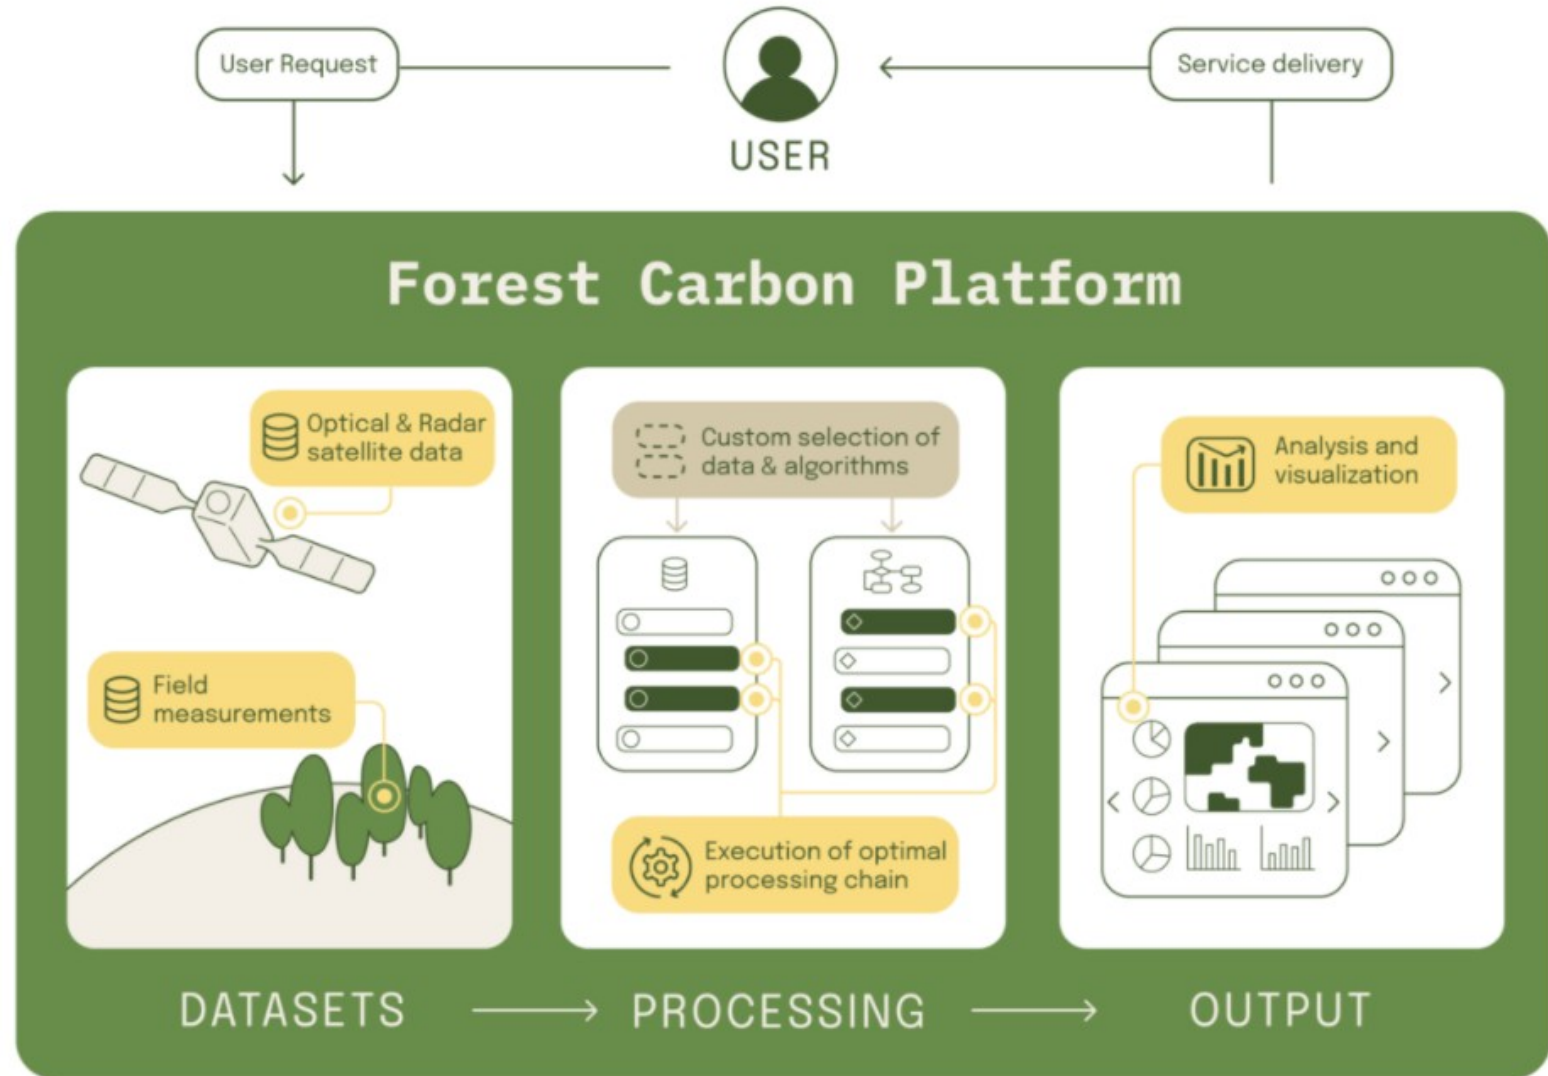 User Request
Service delivery
USER
Forest Carbon Platform
Optical & Radar
satellite data
Field
measurements
Custom selection of
data & algorithms
Execution of optimal
processing chain
Analysis and
visualization
DATASETS
PROCESSING
OUTPUT